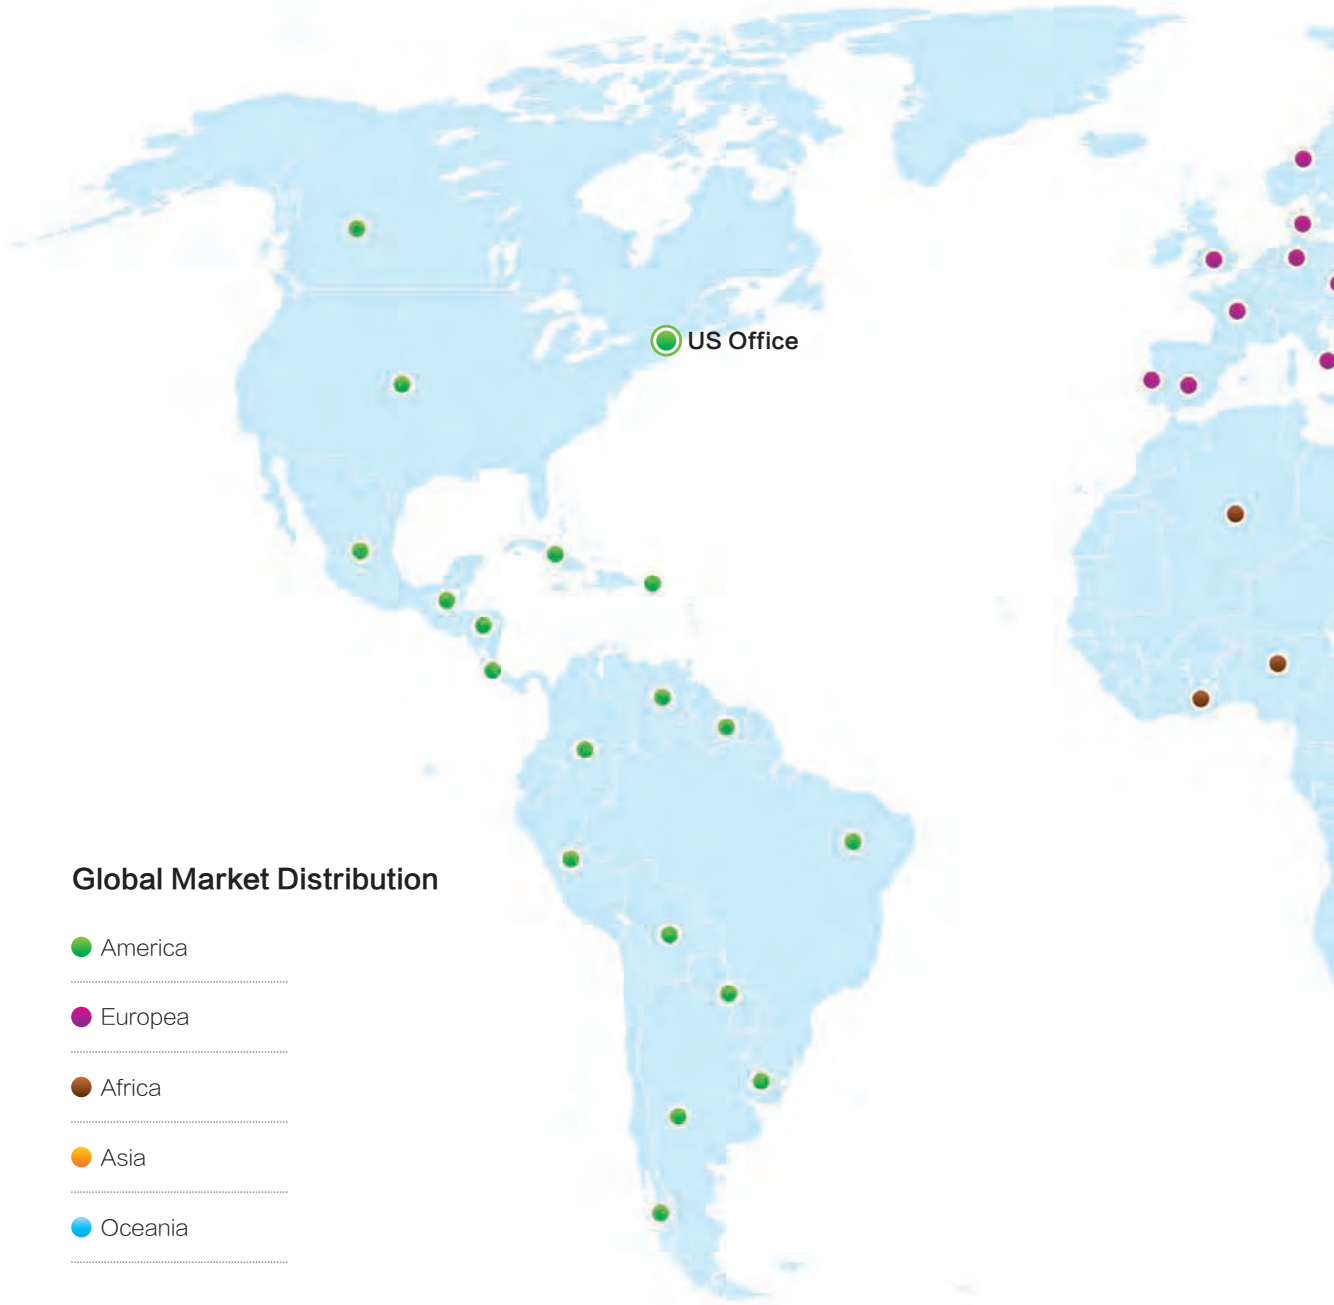 US Office
Global Market Distribution
America
Europea
Africa
Asia
Oceania